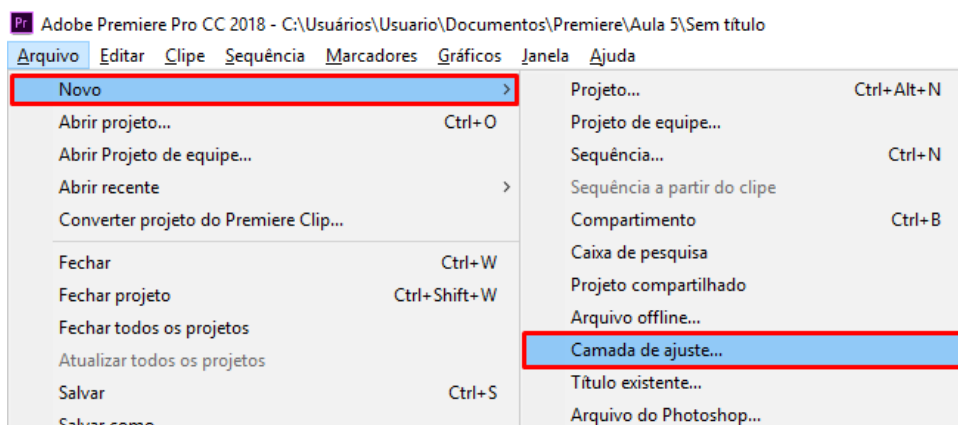 Pr Adobe Premiere Pro CC 2018 - C:\Usuários\Usuario\Documentos\Premiere\Aula 5\Sem título
Arquivo Editar Clipe Sequência Marcadores Gráficos Janela Ajuda
Novo >
Abrir projeto... Ctrl+O
Abrir Projeto de equipe...
Abrir recente >
Converter projeto do Premiere Clip...
Fechar Ctrl+W
Fechar projeto Ctrl+Shift+W
Fechar todos os projetos
Atualizar todos os projetos
Salvar Ctrl+S
Salvar como
Projeto... Ctrl+Alt+N
Projeto de equipe...
Sequência... Ctrl+N
Sequência a partir do clipe
Compartimento Ctrl+B
Caixa de pesquisa
Projeto compartilhado
Arquivo offline...
Camada de ajuste...
Título existente...
Arquivo do Photoshop...